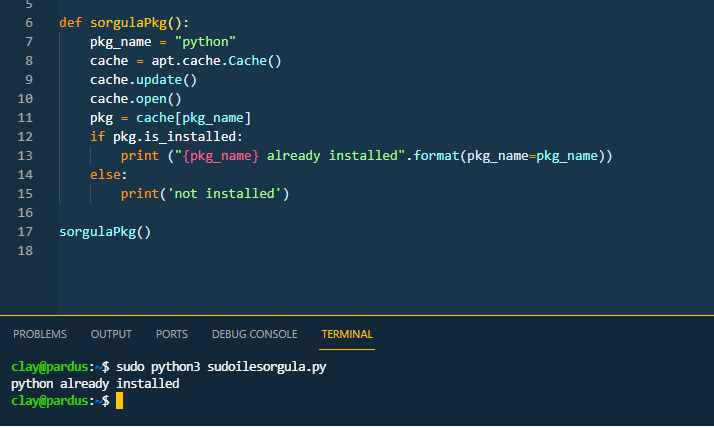 5
6 def sorgulaPkg():
7 pkg_name = "python"
8 cache = apt.cache.Cache()
9 cache.update()
10 cache.open()
11 pkg = cache[pkg_name]
12 if pkg.is_installed:
13 print ("{pkg_name} already installed".format(pkg_name=pkg_name))
14 else:
15 print('not installed')
16
17 sorgulaPkg()
18
PROBLEMS OUTPUT PORTS DEBUG CONSOLE TERMINAL
clay@pardus:~$ sudo python3 sudoilesorgula.py
python already installed
clay@pardus:~$